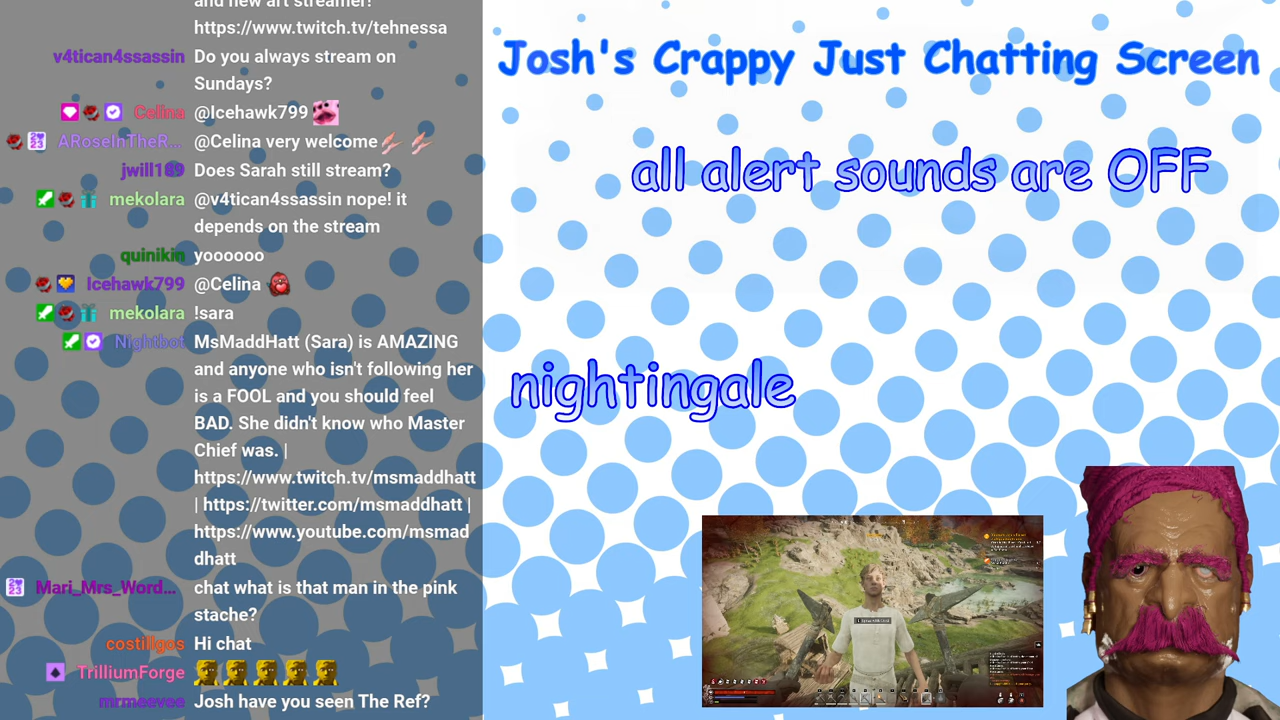 and new art streamer?
https://www.twitch.tv/tehnessa
v4tican4ssassin Do you always stream on
Sundays?
Celina @Icehawk799
ARoseInTheR... @Celina very welcome
jwill189 Does Sarah still stream?
mekolara @v4tican4ssassin nope! it
depends on the stream
quinikin yoooooo
Icehawk799 @Celina
mekolara !sara
Nightbot MsMaddHatt (Sara) is AMAZING
and anyone who isn't following her
is a FOOL and you should feel
BAD. She didn't know who Master
Chief was. |
https://www.twitch.tv/msmaddhatt
| https://twitter.com/msmaddhatt |
https://www.youtube.com/msmad
dhatt
Mari_Mrs_Word... chat what is that man in the pink
stache?
costillgos Hi chat
TrilliumForge
mrmeevee Josh have you seen The Ref?
Josh's Crappy Just Chatting Screen
all alert sounds are OFF
nightingale